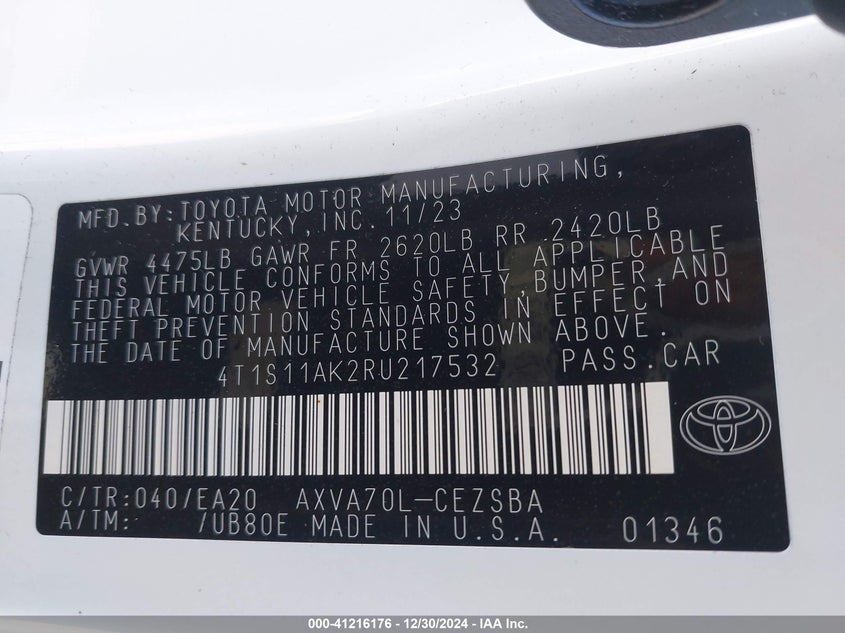 MFD. BY: TOYOTA MOTOR MANUFACTURING,
KENTUCKY, INC. 11/23
GVWR 4475LB GAWR FR 2620LB RR 2420LB
THIS VEHICLE CONFORMS TO ALL APPLICABLE
FEDERAL MOTOR VEHICLE SAFETY, BUMPER, AND
THEFT PREVENTION STANDARDS IN EFFECT ON
THE DATE OF MANUFACTURE SHOWN ABOVE.
4T1S11AK2RU217532 PASS. CAR
C/TR: 040/EA20 AXVA70L-CEZSBA
A/TM: /UB80E MADE IN U.S.A. 01346
000-41216176 - 12/30/2024 - IAA Inc.